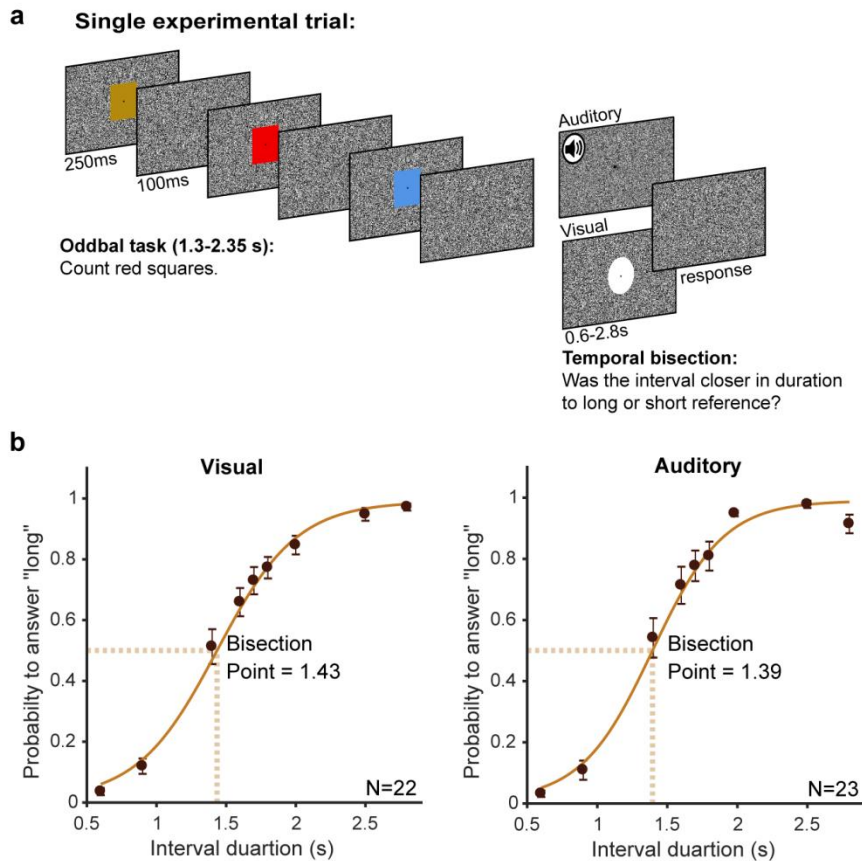 a
Single experimental trial:
250ms
100ms
Oddbal task (1.3-2.35 s):
Count red squares.
Auditory
Visual
0.6-2.8s
response
Temporal bisection:
Was the interval closer in duration
to long or short reference?
b
Visual
Probabilty to answer "long"
1
0.8
0.6
0.4
0.2
0
Bisection
Point = 1.43
N=22
0.5
1
1.5
2
2.5
Interval duartion (s)
Auditory
Probabilty to answer "long"
1
0.8
0.6
0.4
0.2
0
Bisection
Point = 1.39
N=23
0.5
1
1.5
2
2.5
Interval duartion (s)